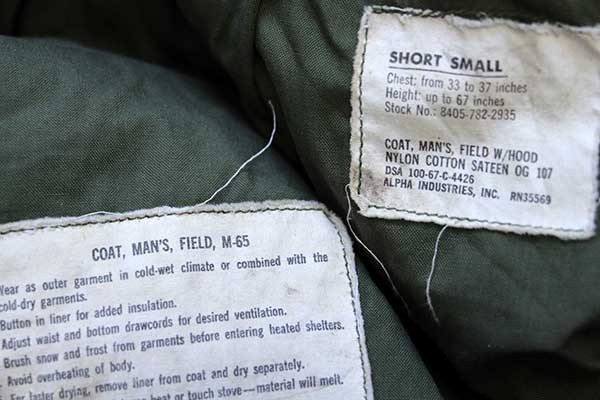 SHORT SMALL
Chest: from 33 to 37 inches
Height: up to 67 inches
Stock No.: 8405-782-2935
COAT, MAN'S, FIELD W/HOOD
NYLON COTTON SATEEN OG 107
DSA 100-67-C-4426
ALPHA INDUSTRIES, INC. RN35569
COAT, MAN'S, FIELD, M-65
Wear as outer garment in cold-wet climate or combined with the
cold-dry garments.
Button in liner for added insulation.
Adjust waist and bottom drawcords for desired ventilation.
Brush snow and frost from garments before entering heated shelters.
Avoid overheating of body.
For faster drying, remove liner from coat and dry separately.
heat or touch stove—material will melt.